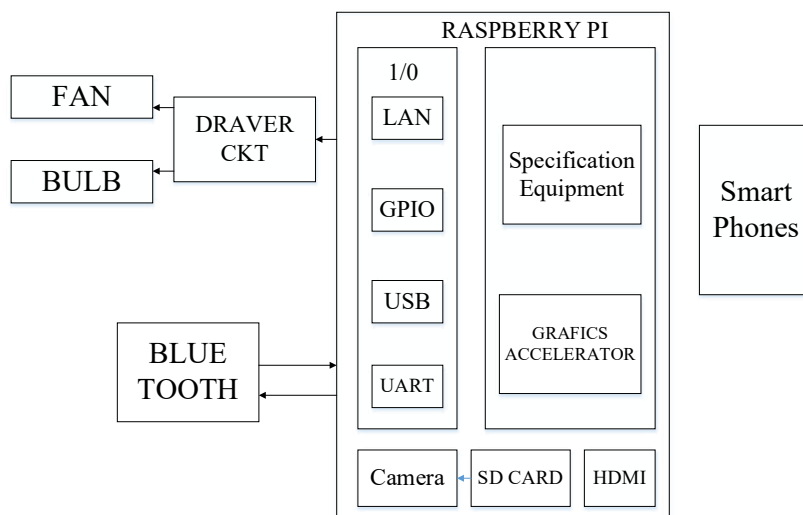 RASPBERRY PI
1/0
LAN
GPIO
USB
UART
Specification
Equipment
GRAFICS
ACCELERATOR
Camera
SD CARD
HDMI
FAN
BULB
DRAVER
CKT
BLUE
TOOTH
Smart
Phones